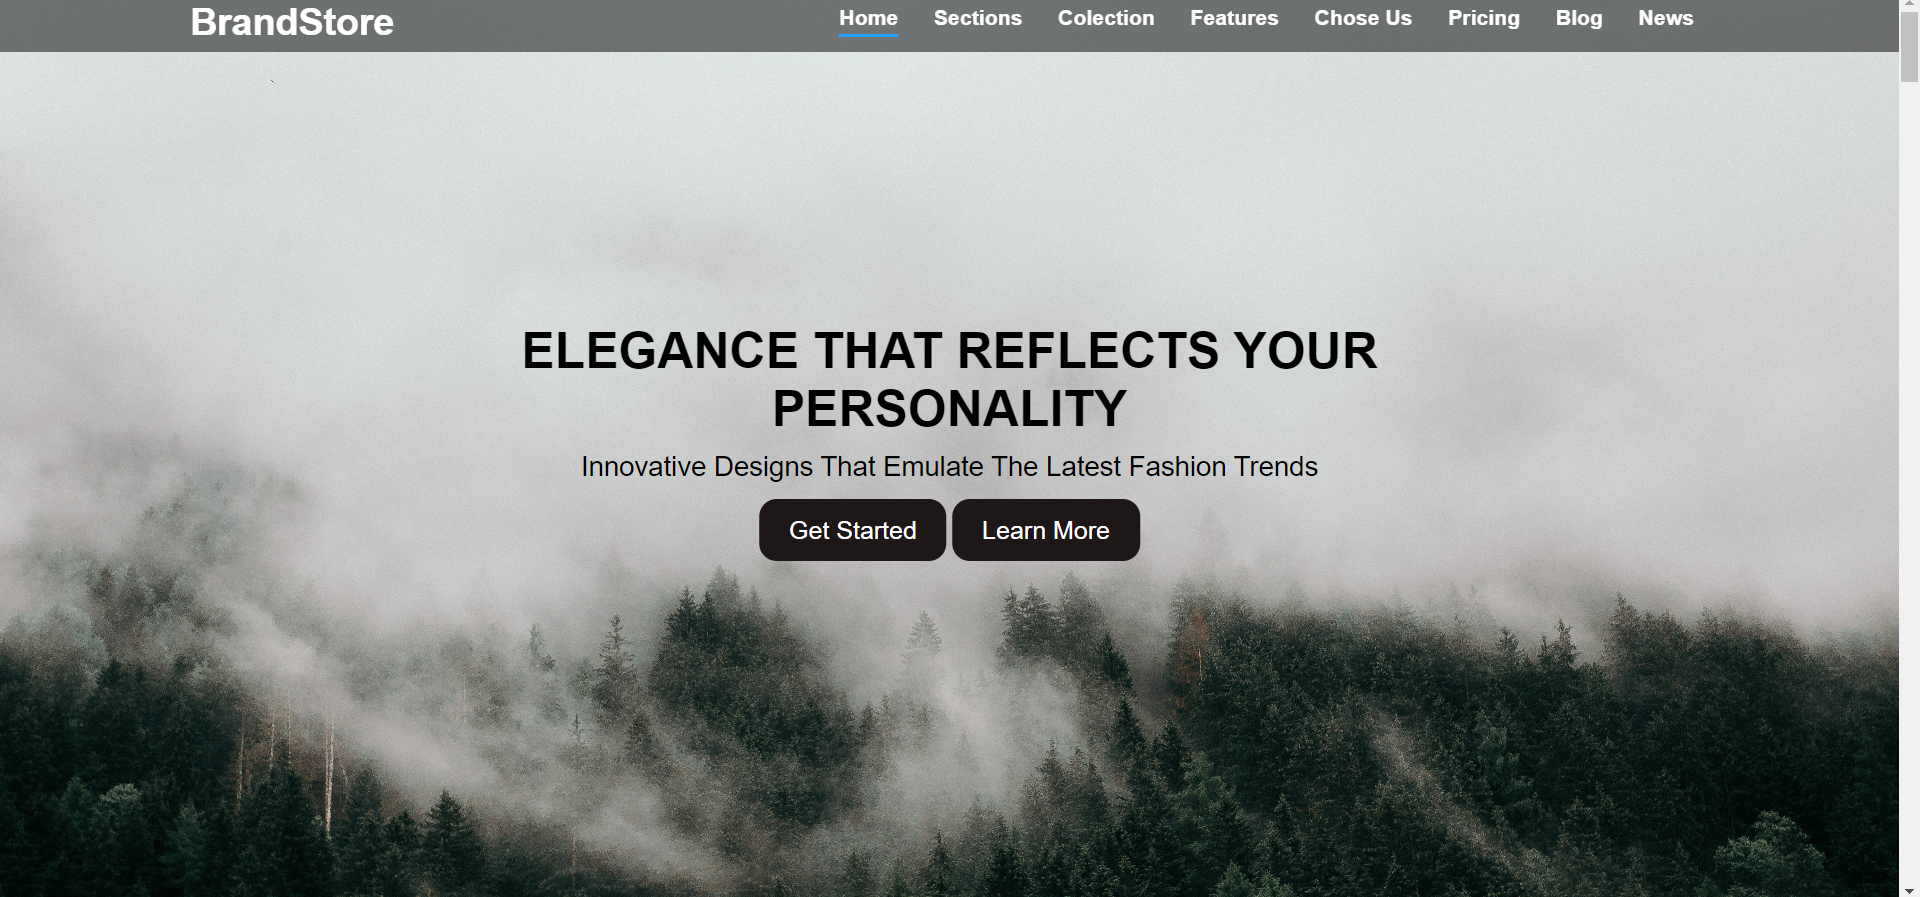 BrandStore
Home Sections Colection Features Chose Us Pricing Blog News
ELEGANCE THAT REFLECTS YOUR
PERSONALITY
Innovative Designs That Emulate The Latest Fashion Trends
Get Started Learn More